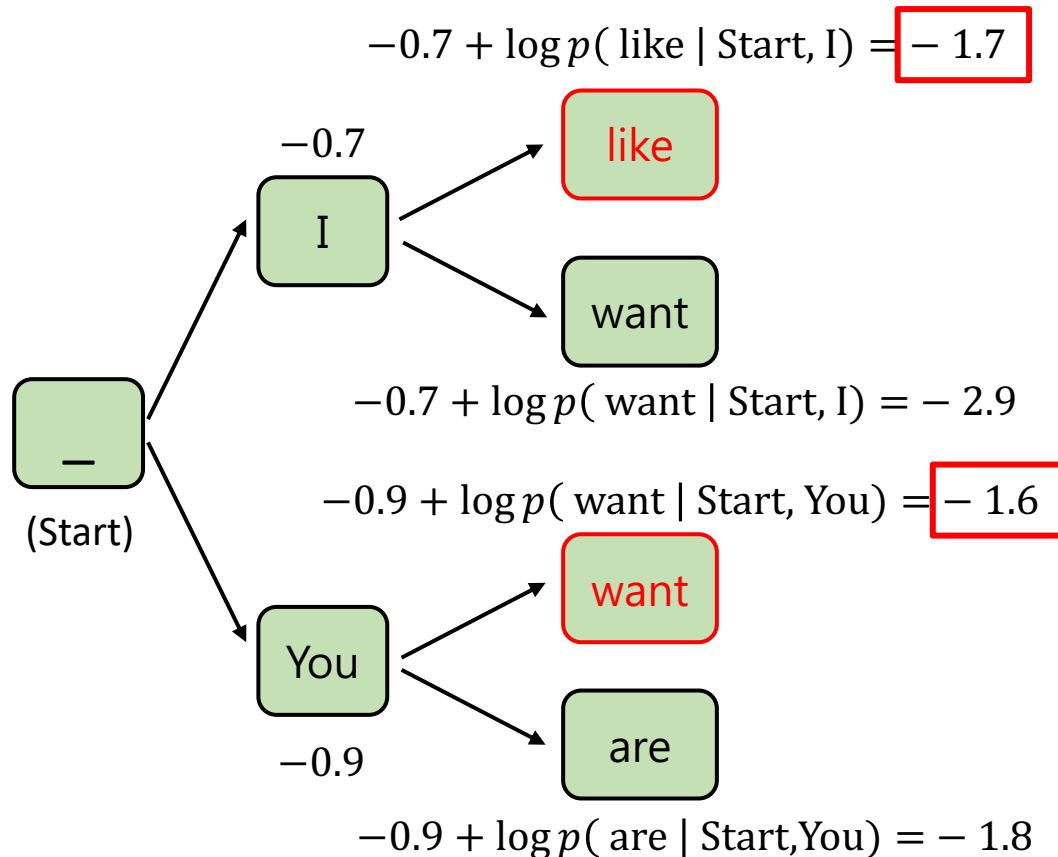 −0.7 + log p( like | Start, I) = − 1.7
like
−0.7
I
want
−0.7 + log p( want | Start, I) = − 2.9
_
(Start)
−0.9 + log p( want | Start, You) = − 1.6
want
You
−0.9
are
−0.9 + log p( are | Start,You) = − 1.8